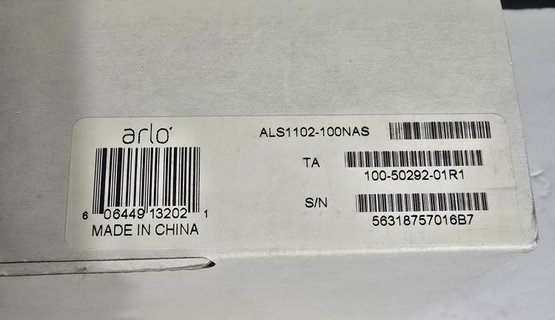 arlo
6 06449 13202 1
MADE IN CHINA
ALS1102-100NAS
TA
100-50292-01R1
S/N
56318757016B7